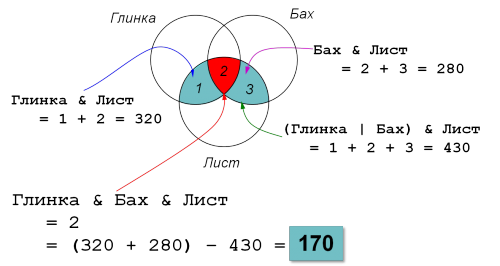 Глинка
Бах
2
1
3
Бах & Лист
= 2 + 3 = 280
Глинка & Лист
= 1 + 2 = 320
(Глинка | Бах) & Лист
= 1 + 2 + 3 = 430
Лист
Глинка & Бах & Лист
= 2
= (320 + 280) – 430 = 170